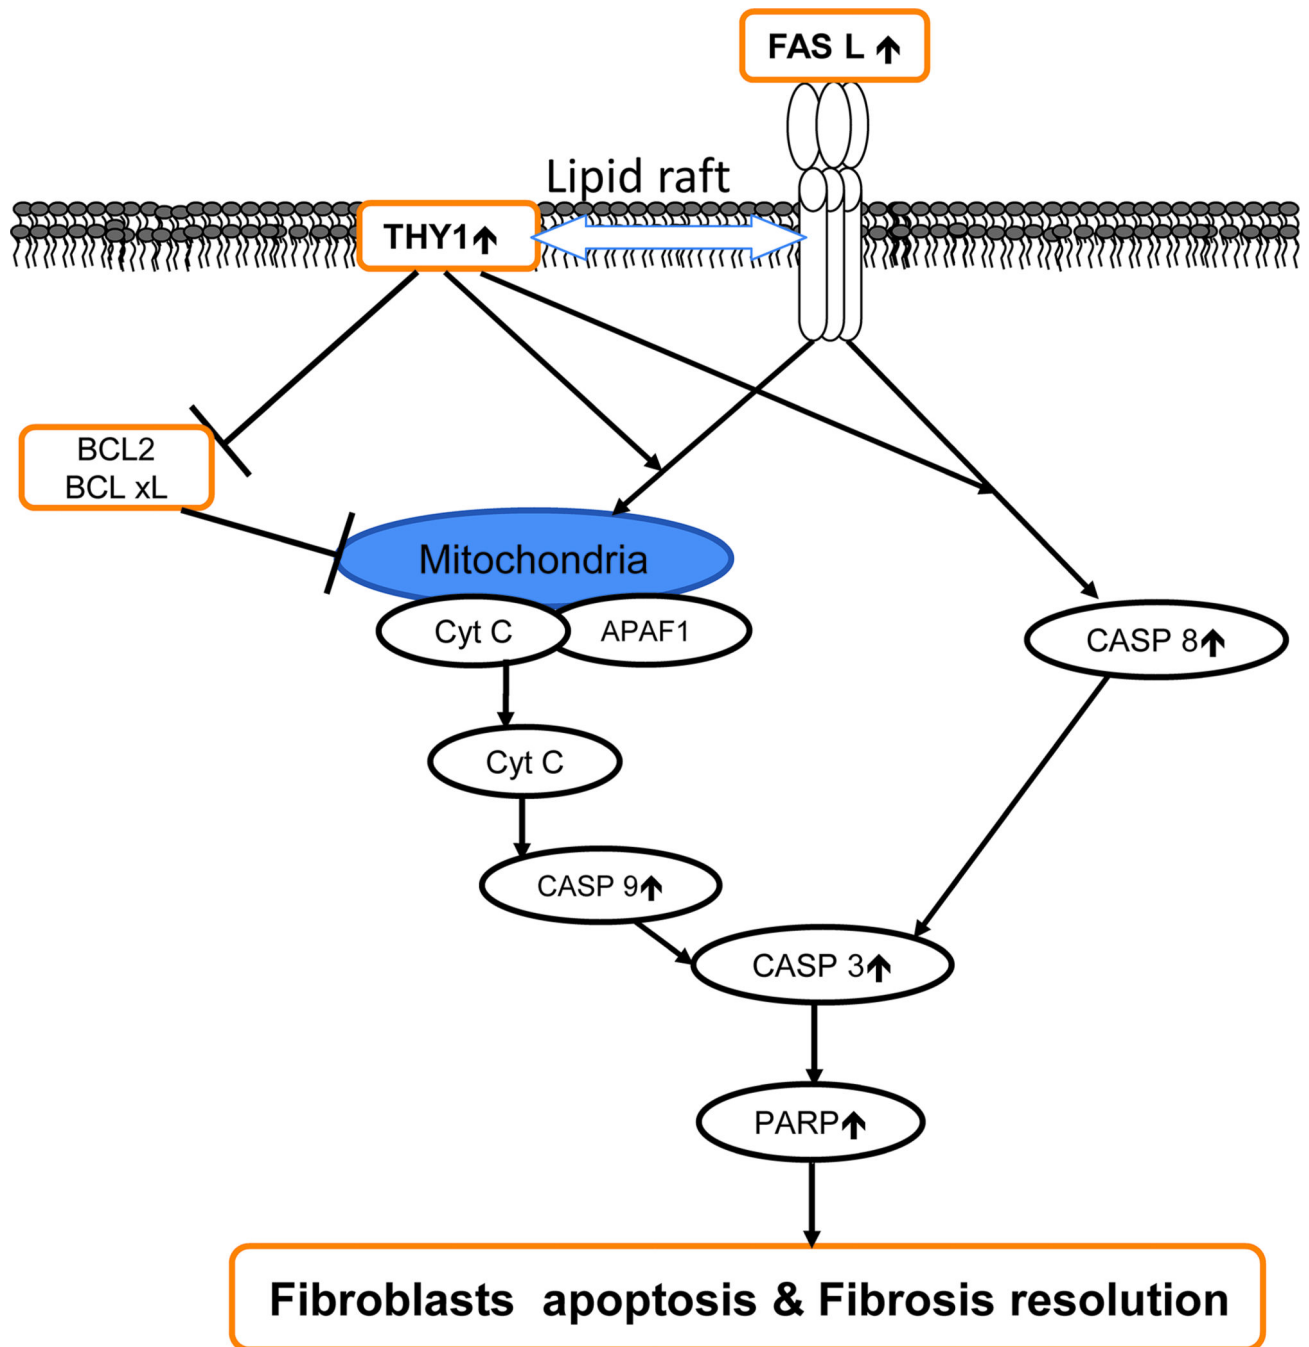 FAS L ↑
Lipid raft
THY1↑
BCL2
BCL xL
Mitochondria
Cyt C
APAF1
CASP 8↑
Cyt C
CASP 9↑
CASP 3↑
PARP↑
Fibroblasts apoptosis & Fibrosis resolution